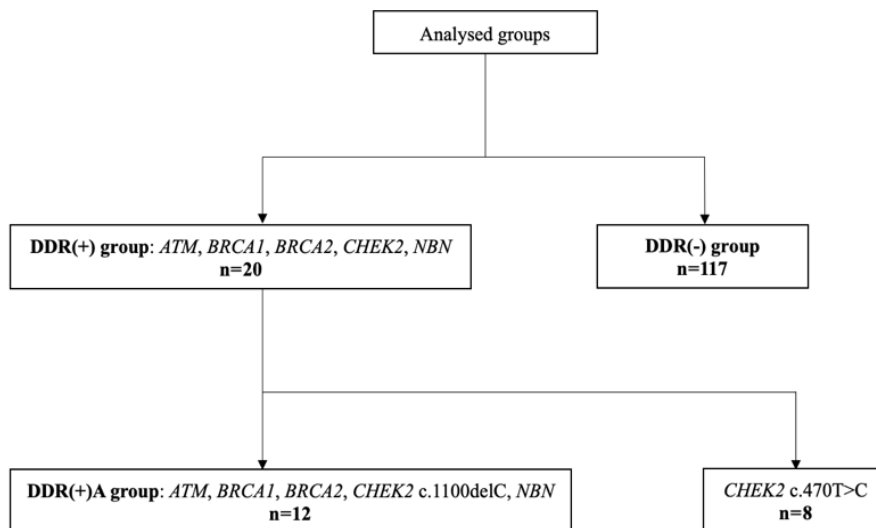 Analysed groups
DDR(+) group: ATM, BRCA1, BRCA2, CHEK2, NBN
n=20
DDR(-) group
n=117
DDR(+)A group: ATM, BRCA1, BRCA2, CHEK2 c.1100delC, NBN
n=12
CHEK2 c.470T>C
n=8